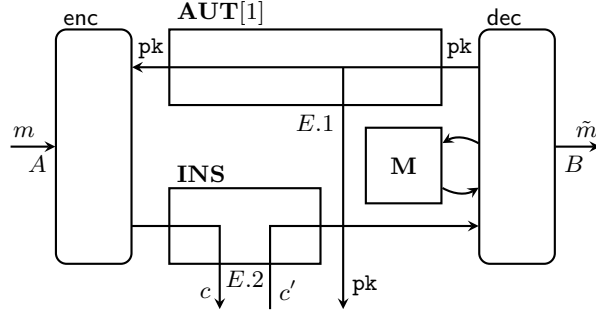 enc AUT[1] dec
pk pk
m E.1 m̃
A M B
INS
E.2
c c′ pk